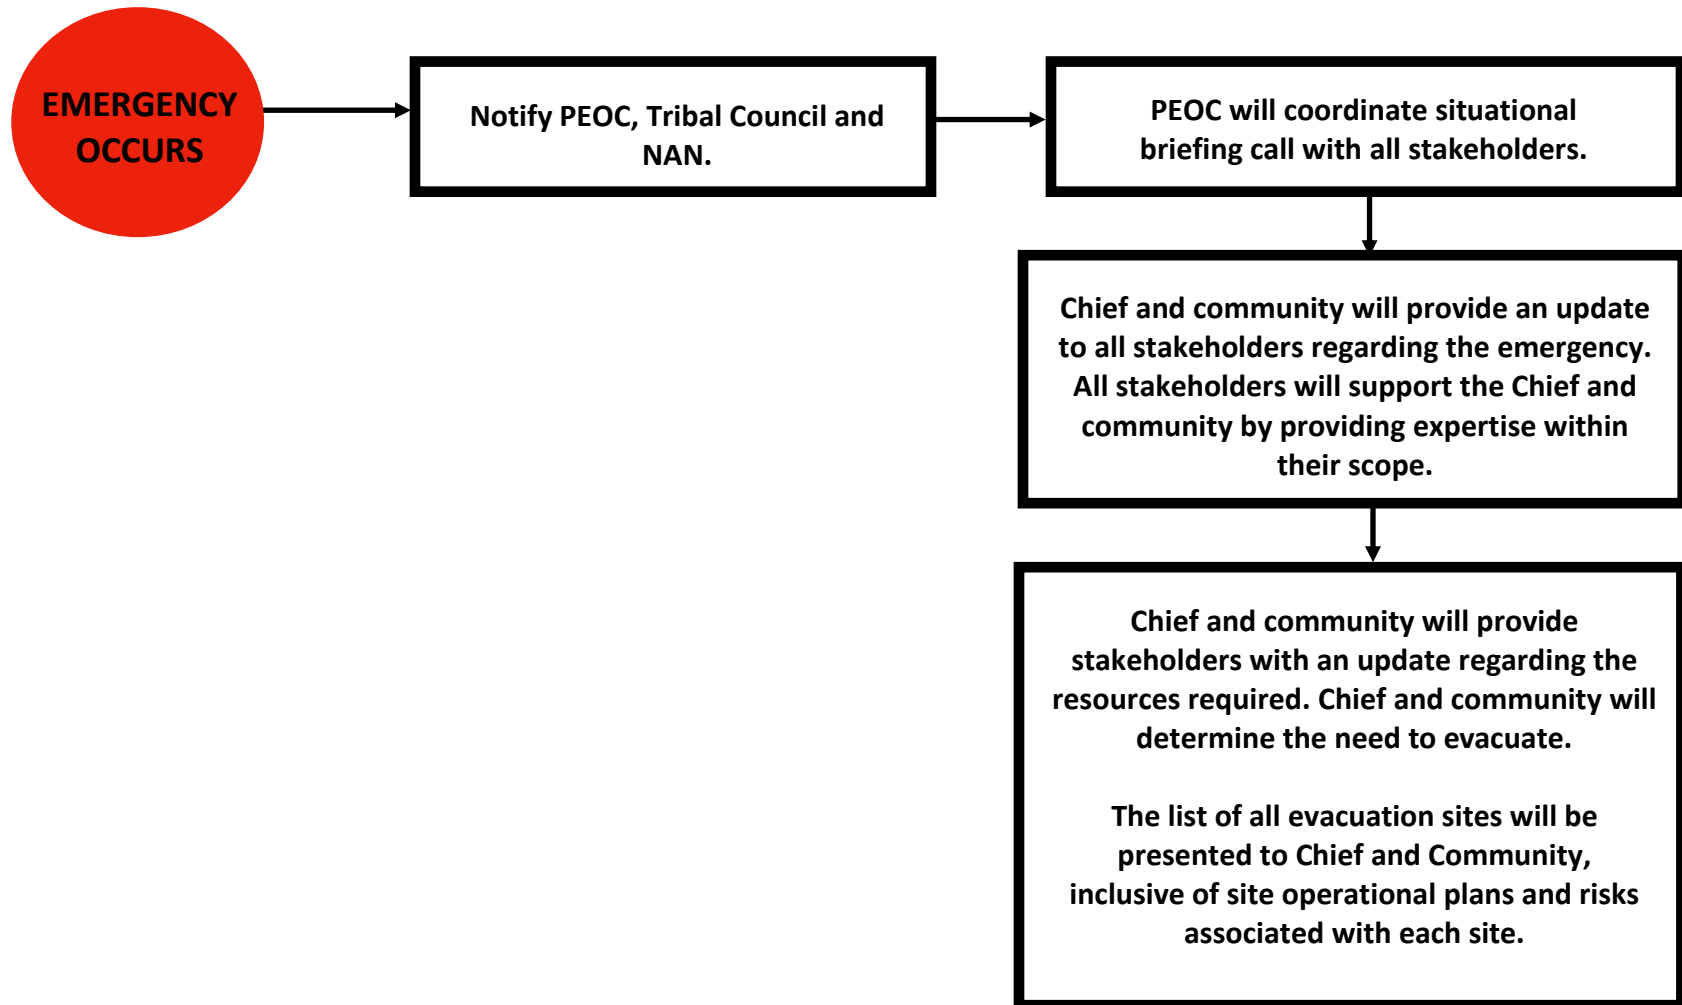 EMERGENCY
OCCURS
Notify PEOC, Tribal Council and
NAN.
PEOC will coordinate situational
briefing call with all stakeholders.
Chief and community will provide an update
to all stakeholders regarding the emergency.
All stakeholders will support the Chief and
community by providing expertise within
their scope.
Chief and community will provide
stakeholders with an update regarding the
resources required. Chief and community will
determine the need to evacuate.
The list of all evacuation sites will be
presented to Chief and Community,
inclusive of site operational plans and risks
associated with each site.